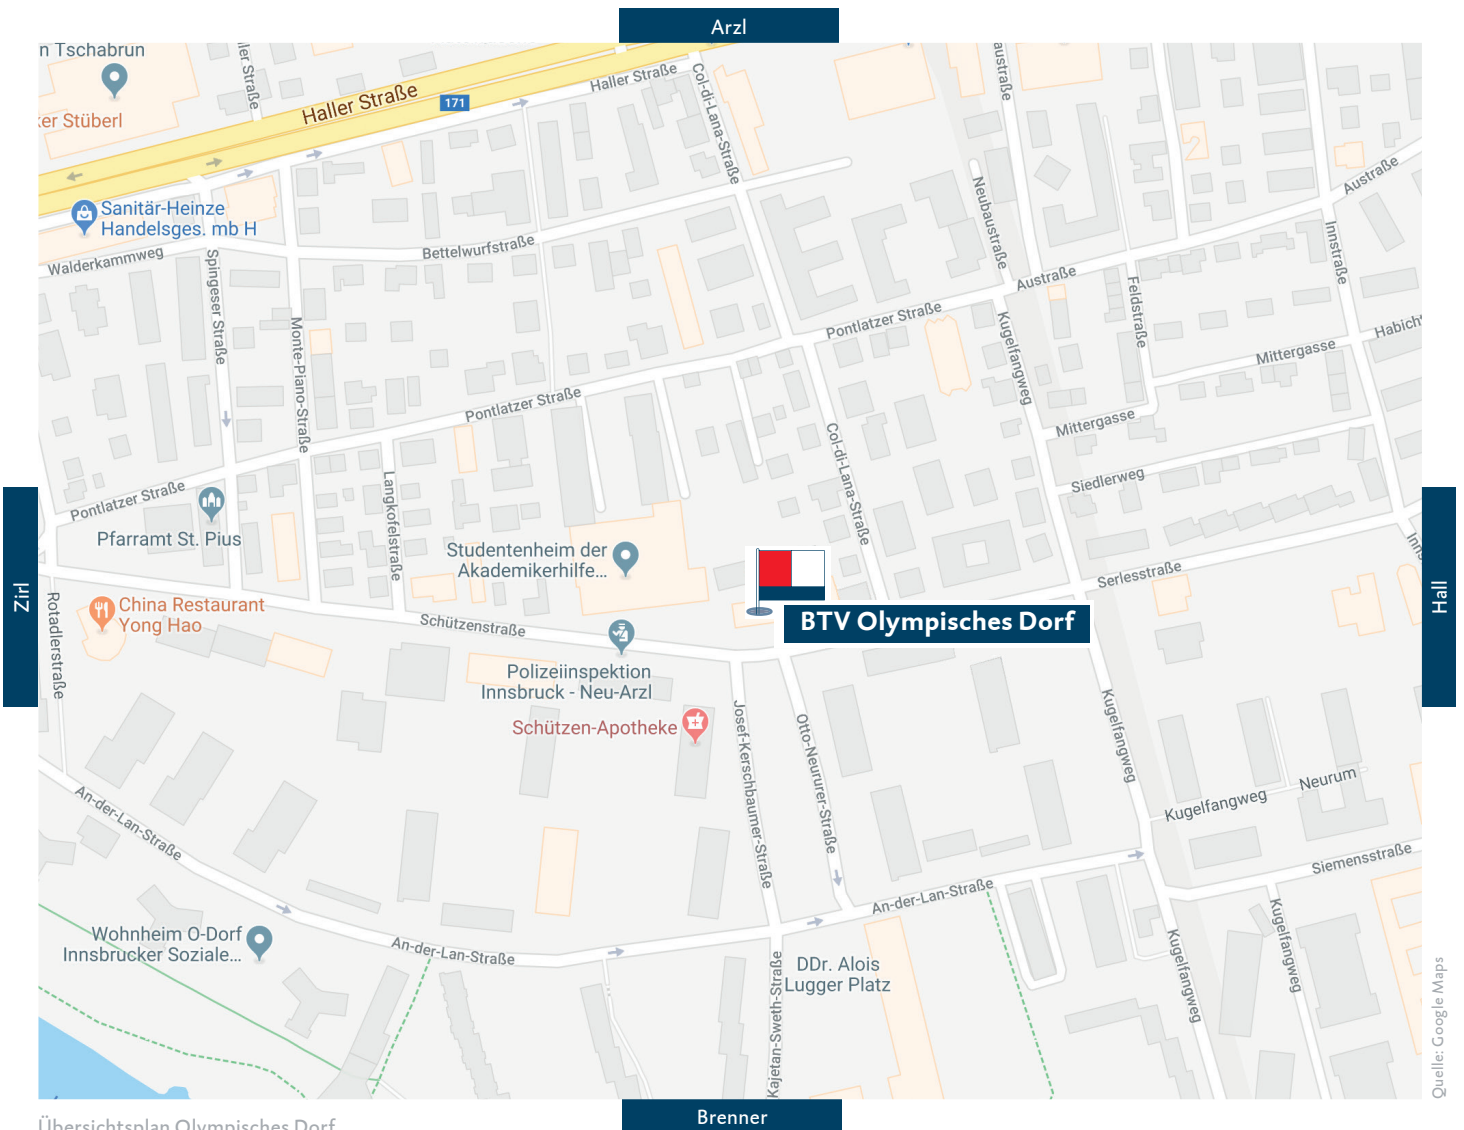 Arzl
n Tschabrun
ler Straße
ker Stüberl
Haller Straße
171
Haller Straße
Col-di-Lana-Straße
austraße
Austraße
Sanitär-Heinze
Handelsges. mb H
Neubaustraße
Walderkammweg
Bettelwurfstraße
Spingeser Straße
Innstraße
Austraße
Feldstraße
Monte-Piano-Straße
Pontlatzer Straße
Kugelfangweg
Habicht
Mittergasse
Pontlatzer Straße
Mittergasse
Col-di-Lana-Straße
Siedlerweg
Langkofelstraße
Pontlatzer Straße
Pfarramt St. Pius
Studentenheim der
Akademikerhilfe...
Inns
Serlesstraße
Zirl
Hall
Rotadlerstraße
China Restaurant
Yong Hao
Schützenstraße
BTV Olympisches Dorf
Polizeiinspektion
Innsbruck - Neu-Arzl
Schützen-Apotheke
Josef-Kerschbaumer-Straße
Otto-Neururer-Straße
Kugelfangweg
Neurum
Kugelfangweg
An-der-Lan-Straße
Siemensstraße
An-der-Lan-Straße
Wohnheim O-Dorf
Innsbrucker Soziale...
An-der-Lan-Straße
Kajetan-Sweth-Straße
DDr. Alois
Lugger Platz
Kugelfangweg
Kugelfangweg
Quelle: Google Maps
Brenner
Übersichtsplan Olympisches Dorf